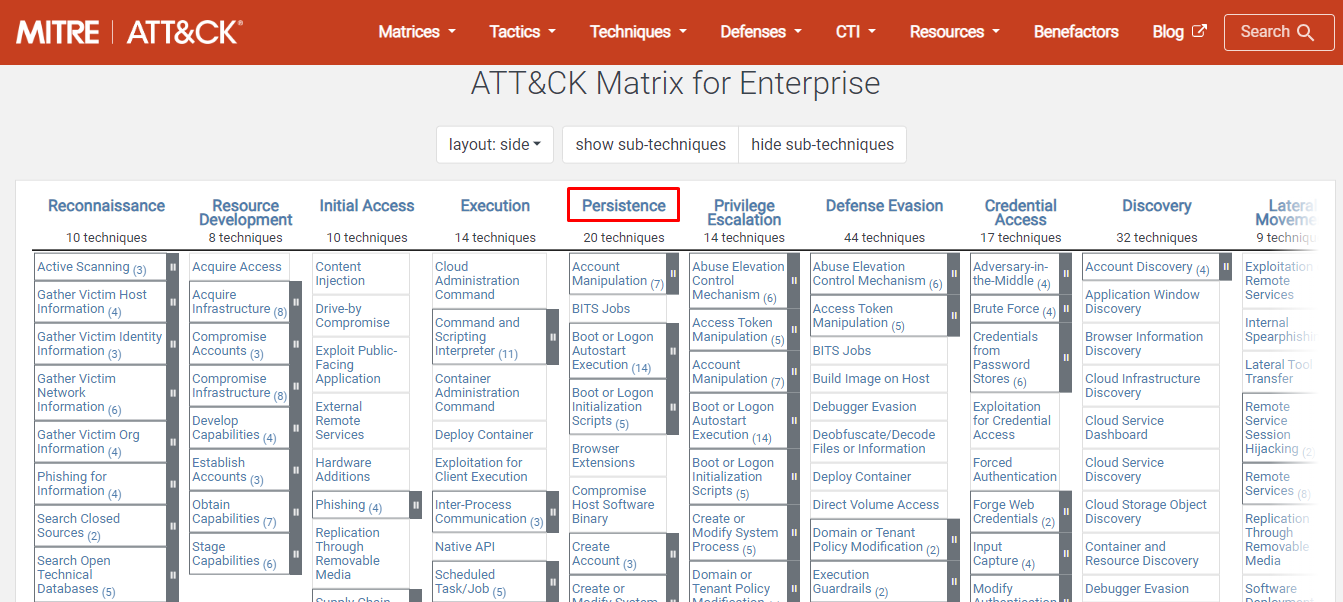 MITRE | ATT&CK®
Matrices
Tactics
Techniques
Defenses
CTI
Resources
Benefactors
Blog
Search
ATT&CK Matrix for Enterprise
layout: side
show sub-techniques
hide sub-techniques
Reconnaissance
10 techniques
Active Scanning (3)
Gather Victim Host
Information (4)
Gather Victim Identity
Information (3)
Gather Victim
Network
Information (6)
Gather Victim Org
Information (4)
Phishing for
Information (4)
Search Closed
Sources (2)
Search Open
Technical
Databases (5)
Resource
Development
8 techniques
Acquire Access
Acquire
Infrastructure (8)
Compromise
Accounts (3)
Compromise
Infrastructure (8)
Develop
Capabilities (4)
Establish
Accounts (3)
Obtain
Capabilities (7)
Stage
Capabilities (6)
Initial Access
10 techniques
Content
Injection
Drive-by
Compromise
Exploit Public-
Facing
Application
External
Remote
Services
Hardware
Additions
Phishing (4)
Replication
Through
Removable
Media
Supply Chain
Execution
14 techniques
Cloud
Administration
Command
Command and
Scripting
Interpreter (11)
Container
Administration
Command
Deploy Container
Exploitation for
Client Execution
Inter-Process
Communication (3)
Native API
Scheduled
Task/Job (5)
Persistence
20 techniques
Account
Manipulation (7)
BITS Jobs
Boot or Logon
Autostart
Execution (14)
Boot or Logon
Initialization
Scripts (5)
Browser
Extensions
Compromise
Host Software
Binary
Create
Account (3)
Create or
Modify System
Privilege
Escalation
14 techniques
Abuse Elevation
Control
Mechanism (6)
Access Token
Manipulation (5)
Account
Manipulation (7)
Boot or Logon
Autostart
Execution (14)
Boot or Logon
Initialization
Scripts (5)
Create or
Modify System
Process (5)
Domain or
Tenant Policy
Modification
Defense Evasion
44 techniques
Abuse Elevation
Control Mechanism (6)
Access Token
Manipulation (5)
BITS Jobs
Build Image on Host
Debugger Evasion
Deobfuscate/Decode
Files or Information
Deploy Container
Direct Volume Access
Domain or Tenant
Policy Modification (2)
Execution
Guardrails (2)
Credential
Access
17 techniques
Adversary-in-
the-Middle (4)
Brute Force (4)
Credentials
from
Password
Stores (6)
Exploitation
for Credential
Access
Forced
Authentication
Forge Web
Credentials (2)
Input
Capture (4)
Modify
Authentication
Discovery
32 techniques
Account Discovery (4)
Application Window
Discovery
Browser Information
Discovery
Cloud Infrastructure
Discovery
Cloud Service
Dashboard
Cloud Service
Discovery
Cloud Storage Object
Discovery
Container and
Resource Discovery
Debugger Evasion
Lateral
Moveme
9 techniqu
Exploitation
Remote
Services
Internal
Spearphishi
Lateral Tool
Transfer
Remote
Service
Session
Hijacking (2)
Remote
Services (8)
Replication
Through
Removable
Media
Software